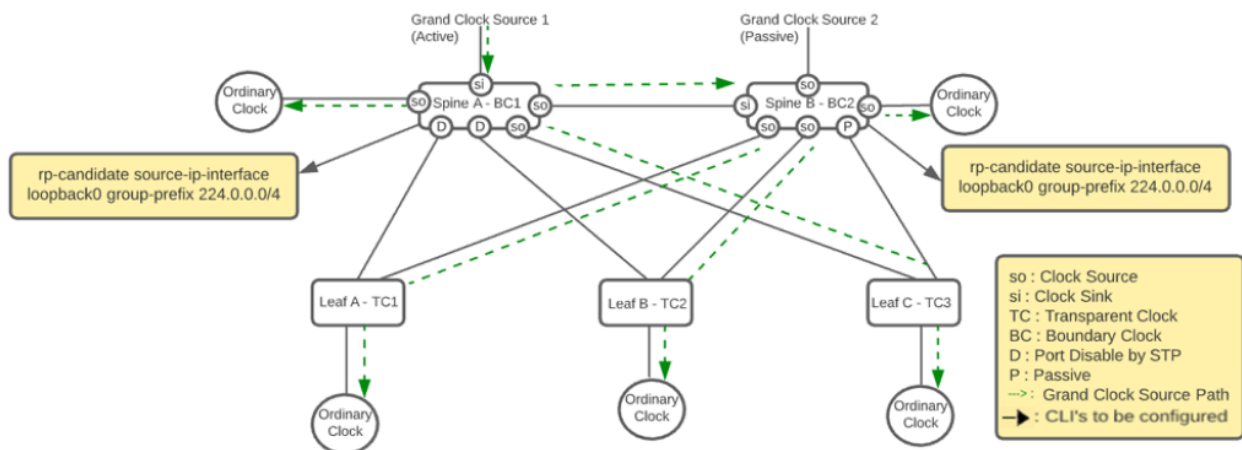 Grand Clock Source 1
(Active)
Grand Clock Source 2
(Passive)
Ordinary
Clock
si
so
Spine A - BC1
so
D
D
so
so
si
Spine B - BC2
so
so
so
P
Ordinary
Clock
rp-candidate source-ip-interface
loopback0 group-prefix 224.0.0.0/4
rp-candidate source-ip-interface
loopback0 group-prefix 224.0.0.0/4
Leaf A - TC1
Leaf B - TC2
Leaf C - TC3
Ordinary
Clock
Ordinary
Clock
Ordinary
Clock
so : Clock Source
si : Clock Sink
TC : Transparent Clock
BC : Boundary Clock
D : Port Disable by STP
P : Passive
---> : Grand Clock Source Path
: CLI's to be configured